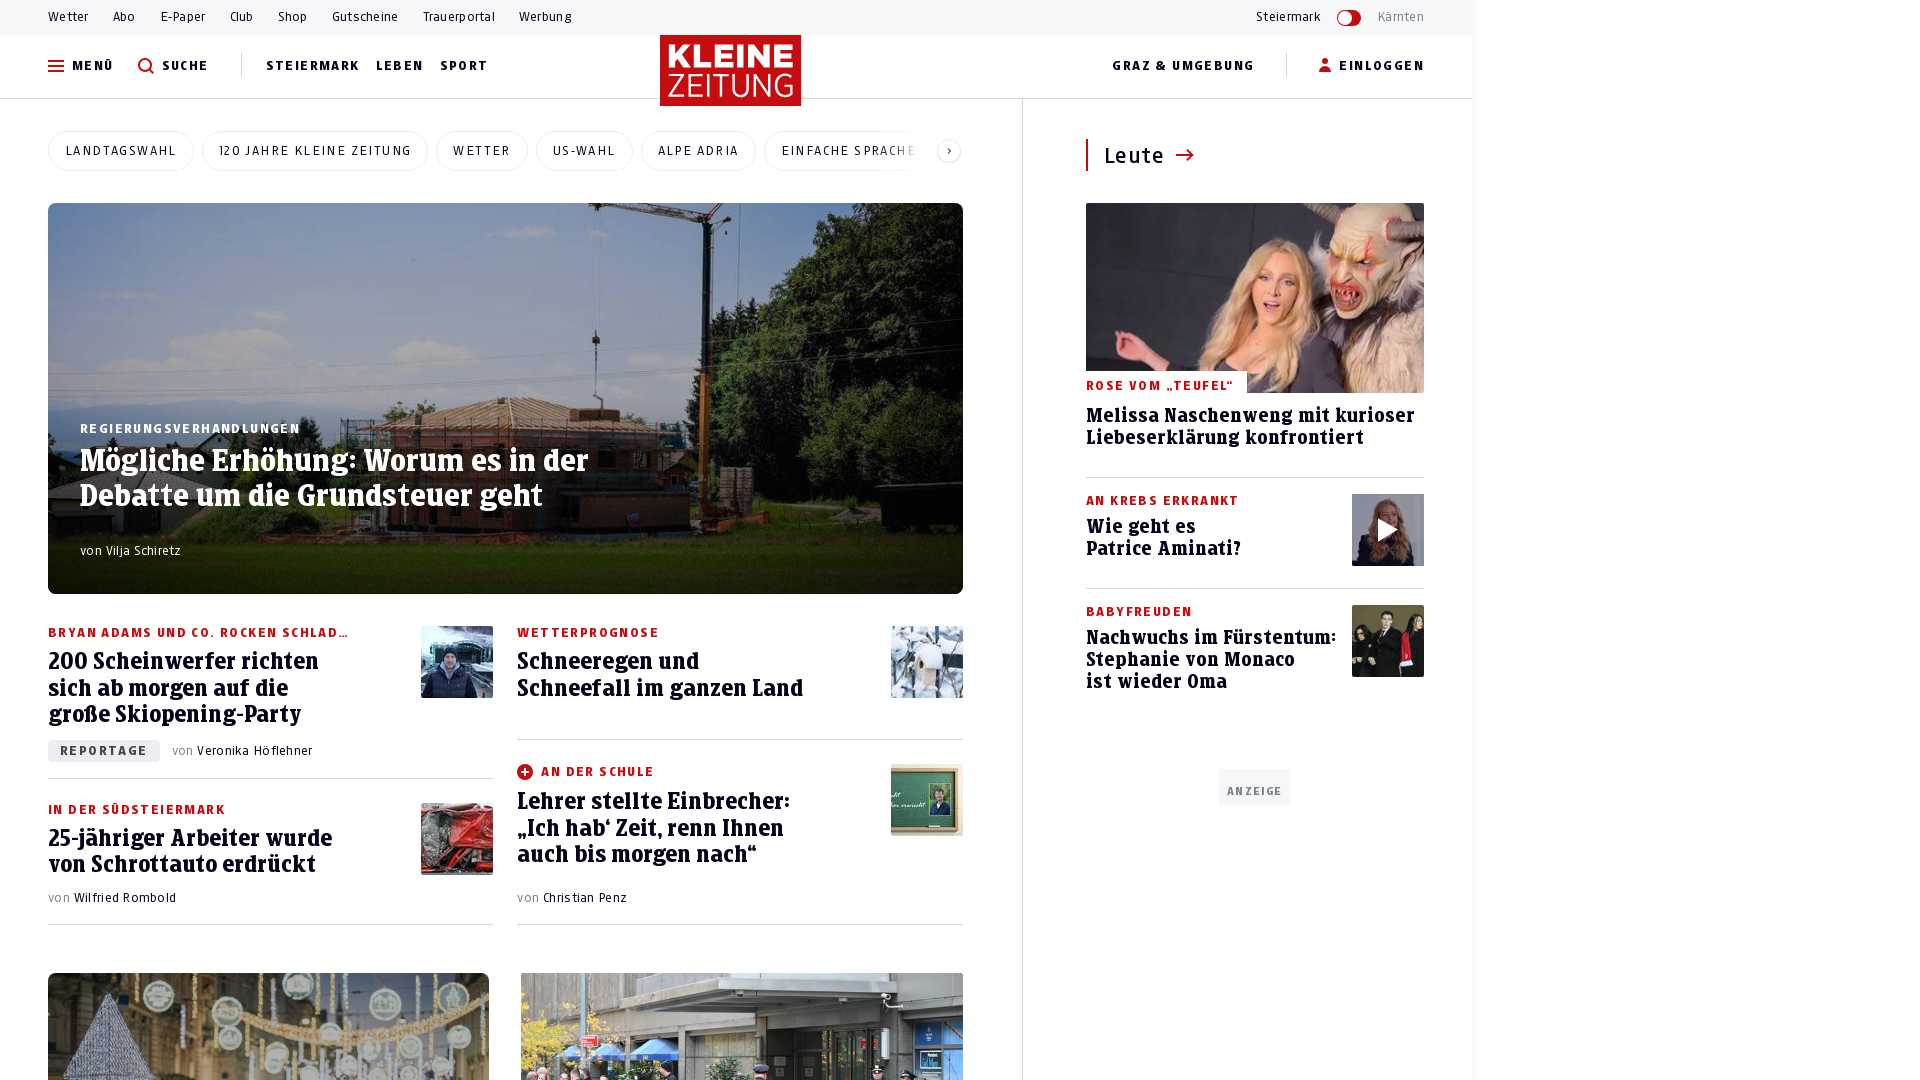 Wetter
Abo
E-Paper
Club
Shop
Gutscheine
Trauerportal
Werbung
Steiermark
Kärnten
MENÜ
SUCHE
STEIERMARK
LEBEN
SPORT
KLEINE
ZEITUNG
GRAZ & UMGEBUNG
EINLOGGEN
LANDTAGSWAHL
120 JAHRE KLEINE ZEITUNG
WETTER
US-WAHL
ALPE ADRIA
EINFACHE SPRACHE
REGIERUNGSVERHANDLUNGEN
Mögliche Erhöhung: Worum es in der
Debatte um die Grundsteuer geht
von Vilja Schiretz
BRYAN ADAMS UND CO. ROCKEN SCHLAD…
200 Scheinwerfer richten
sich ab morgen auf die
große Skiopening-Party
REPORTAGE
von Veronika Höflehner
IN DER SÜDSTEIERMARK
25-jähriger Arbeiter wurde
von Schrottauto erdrückt
von Wilfried Rombold
WETTERPROGNOSE
Schneeregen und
Schneefall im ganzen Land
AN DER SCHULE
Lehrer stellte Einbrecher:
„Ich hab‘ Zeit, renn Ihnen
auch bis morgen nach“
von Christian Penz
Leute
ROSE VOM „TEUFEL“
Melissa Naschenweng mit kurioser
Liebeserklärung konfrontiert
AN KREBS ERKRANKT
Wie geht es
Patrice Aminati?
BABYFREUDEN
Nachwuchs im Fürstentum:
Stephanie von Monaco
ist wieder Oma
ANZEIGE